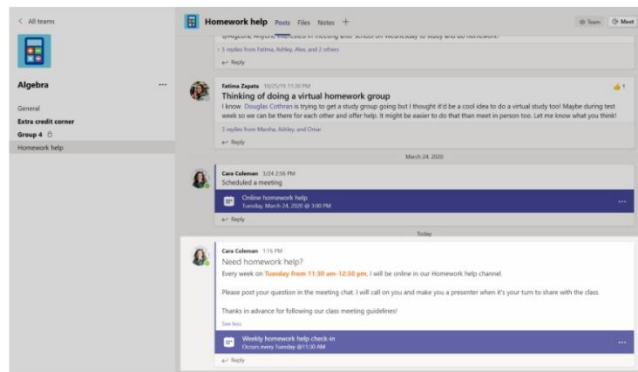 All teams
Homework help Posts Files Notes +
Team
Meet
5 replies from Fatima, Ashley, Alex, and 2 others
Reply
Algebra
General
Extra credit corner
Group 4
Homework help
Fatima Zapata 10/25/19 11:30 PM
1
Thinking of doing a virtual homework group
I know Douglas Cothran is trying to get a study group going but I thought it'd be a cool idea to do a virtual study too! Maybe during test
week so we can be there for each other and offer help. It might be easier to do that than meet in person too. Let me know what you think!
3 replies from Marsha, Ashley, and Omar
Reply
March 24, 2020
Cara Coleman 3/24 2:56 PM
Scheduled a meeting
Online homework help
Tuesday, March 24, 2020 @ 3:00 PM
Reply
Today
Cara Coleman 1:16 PM
Need homework help?
Every week on Tuesday from 11:30 am-12:30 pm, I will be online in our Homework help channel.
Please post your question in the meeting chat. I will call on you and make you a presenter when it's your turn to share with the class.
Thanks in advance for following our class meeting guidelines!
See less
Weekly homework help check-in
Occurs every Tuesday @11:30 AM
Reply